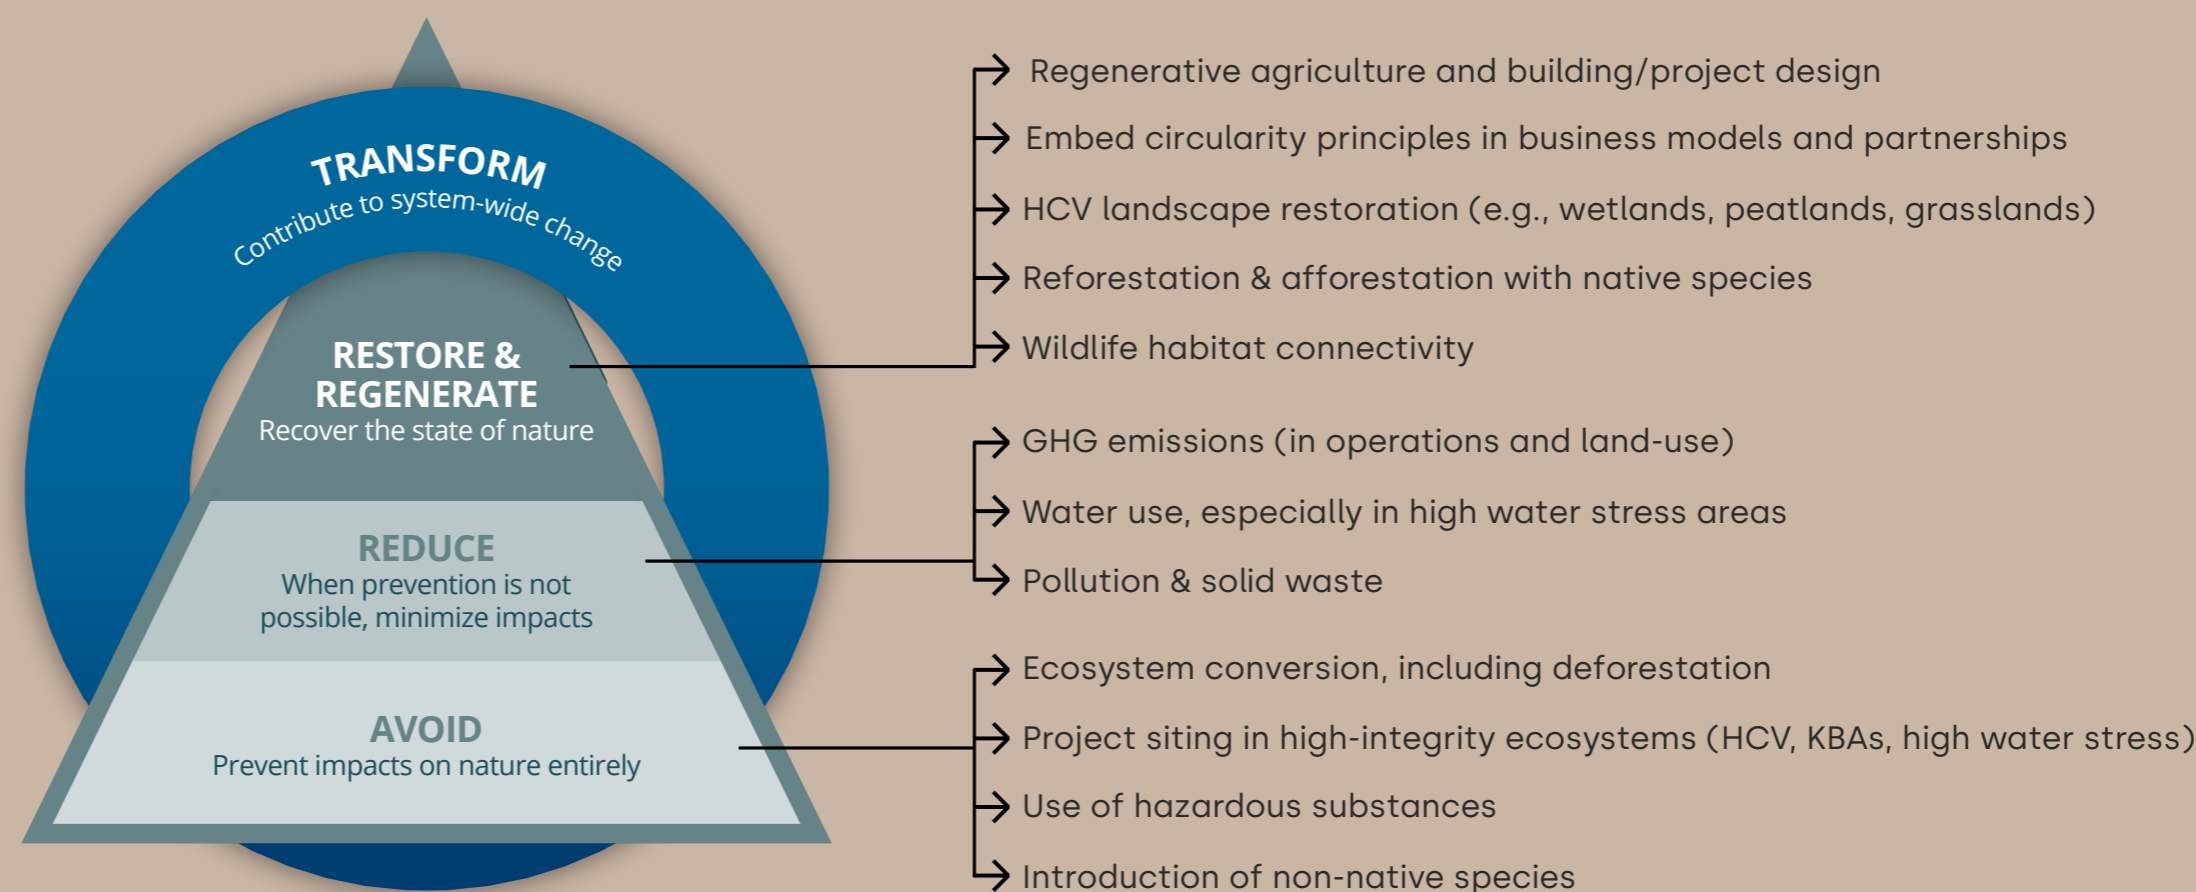 TRANSFORM
Contribute to system-wide change
RESTORE &
REGENERATE
Recover the state of nature
REDUCE
When prevention is not
possible, minimize impacts
AVOID
Prevent impacts on nature entirely
Regenerative agriculture and building/project design
Embed circularity principles in business models and partnerships
HCV landscape restoration (e.g., wetlands, peatlands, grasslands)
Reforestation & afforestation with native species
Wildlife habitat connectivity
GHG emissions (in operations and land-use)
Water use, especially in high water stress areas
Pollution & solid waste
Ecosystem conversion, including deforestation
Project siting in high-integrity ecosystems (HCV, KBAs, high water stress)
Use of hazardous substances
Introduction of non-native species